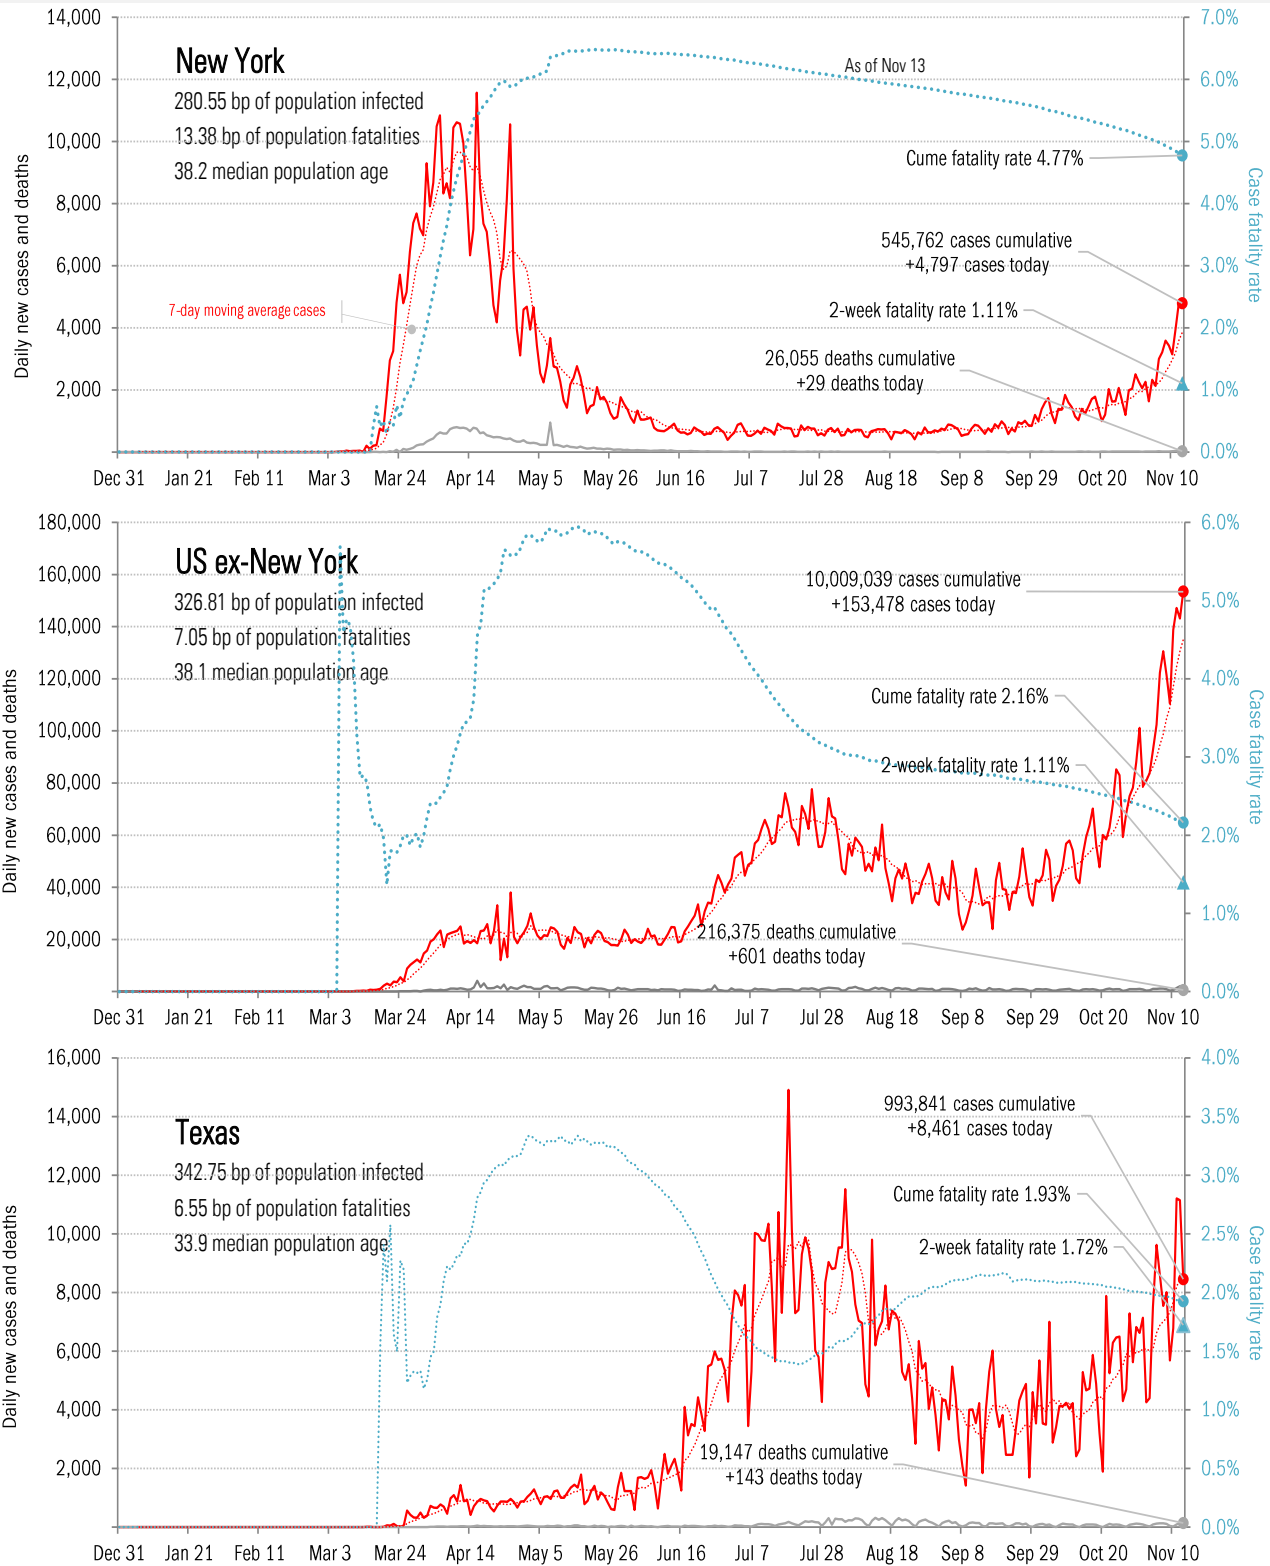 14,000
12,000
10,000
8,000
6,000
4,000
2,000
Daily new cases and deaths
New York
280.55 bp of population infected
13.38 bp of population fatalities
38.2 median population age
7-day moving average cases
As of Nov 13
Cume fatality rate 4.77%
545,762 cases cumulative
+4,797 cases today
2-week fatality rate 1.11%
26,055 deaths cumulative
+29 deaths today
7.0%
6.0%
5.0%
4.0%
3.0%
2.0%
1.0%
0.0%
Case fatality rate
Dec 31 Jan 21 Feb 11 Mar 3 Mar 24 Apr 14 May 5 May 26 Jun 16 Jul 7 Jul 28 Aug 18 Sep 8 Sep 29 Oct 20 Nov 10
180,000
160,000
140,000
120,000
100,000
80,000
60,000
40,000
20,000
Daily new cases and deaths
US ex-New York
326.81 bp of population infected
7.05 bp of population fatalities
38.1 median population age
10,009,039 cases cumulative
+153,478 cases today
Cume fatality rate 2.16%
2-week fatality rate 1.11%
216,375 deaths cumulative
+601 deaths today
6.0%
5.0%
4.0%
3.0%
2.0%
1.0%
0.0%
Case fatality rate
Dec 31 Jan 21 Feb 11 Mar 3 Mar 24 Apr 14 May 5 May 26 Jun 16 Jul 7 Jul 28 Aug 18 Sep 8 Sep 29 Oct 20 Nov 10
16,000
14,000
12,000
10,000
8,000
6,000
4,000
2,000
Daily new cases and deaths
Texas
342.75 bp of population infected
6.55 bp of population fatalities
33.9 median population age
993,841 cases cumulative
+8,461 cases today
Cume fatality rate 1.93%
2-week fatality rate 1.72%
19,147 deaths cumulative
+143 deaths today
4.0%
3.5%
3.0%
2.5%
2.0%
1.5%
1.0%
0.5%
0.0%
Case fatality rate
Dec 31 Jan 21 Feb 11 Mar 3 Mar 24 Apr 14 May 5 May 26 Jun 16 Jul 7 Jul 28 Aug 18 Sep 8 Sep 29 Oct 20 Nov 10